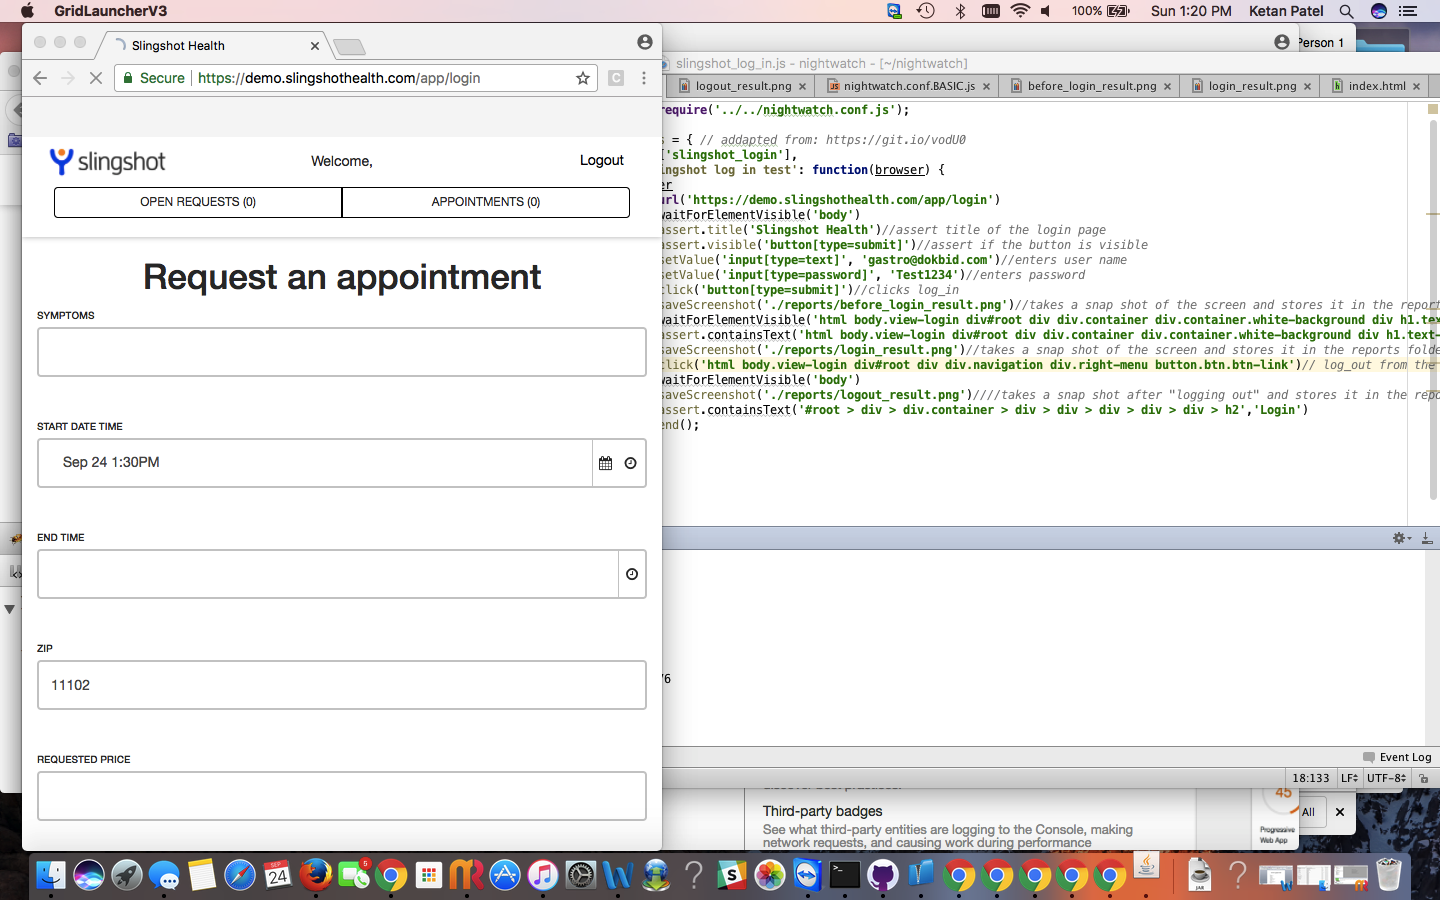 GridLauncherV3
100%
Sun 1:20 PM
Ketan Patel
Slingshot Health
Secure
https://demo.slingshothealth.com/app/login
slingshot
Welcome,
Logout
OPEN REQUESTS (0)
APPOINTMENTS (0)
Request an appointment
SYMPTOMS
START DATE TIME
Sep 24 1:30PM
END TIME
ZIP
11102
REQUESTED PRICE
Person 1
slingshot_log_in.js - nightwatch - [~/nightwatch]
logout_result.png
nightwatch.conf.BASIC.js
before_login_result.png
login_result.png
index.html
require('../../nightwatch.conf.js');
= { // addapted from: https://git.io/vodU0
['slingshot_login'],
ingshot log in test': function(browser) {
er
url('https://demo.slingshothealth.com/app/login')
waitForElementVisible('body')
assert.title('Slingshot Health')//assert title of the login page
assert.visible('button[type=submit]')//assert if the button is visible
setValue('input[type=text]', 'gastro@dokbid.com')//enters user name
setValue('input[type=password]', 'Test1234')//enters password
click('button[type=submit]')//clicks log_in
saveScreenshot('./reports/before_login_result.png')//takes a snap shot of the screen and stores it in the report
waitForElementVisible('html body.view-login div#root div div.container div.container.white-background div h1.text-
assert.containsText('html body.view-login div#root div div.container div.container.white-background div h1.text-
saveScreenshot('./reports/login_result.png')//takes a snap shot of the screen and stores it in the reports folde
click('html body.view-login div#root div div.navigation div.right-menu button.btn.btn-link')// log_out from the
waitForElementVisible('body')
saveScreenshot('./reports/logout_result.png')////takes a snap shot after "logging out" and stores it in the repo
assert.containsText('#root > div > div.container > div > div > div > div > div > h2','Login')
end();
Event Log
18:133
LF
UTF-8
Third-party badges
See what third-party entities are logging to the Console, making
network requests, and causing work during performance
45
Progressive
Web App
All
SEP
24
5
JAR